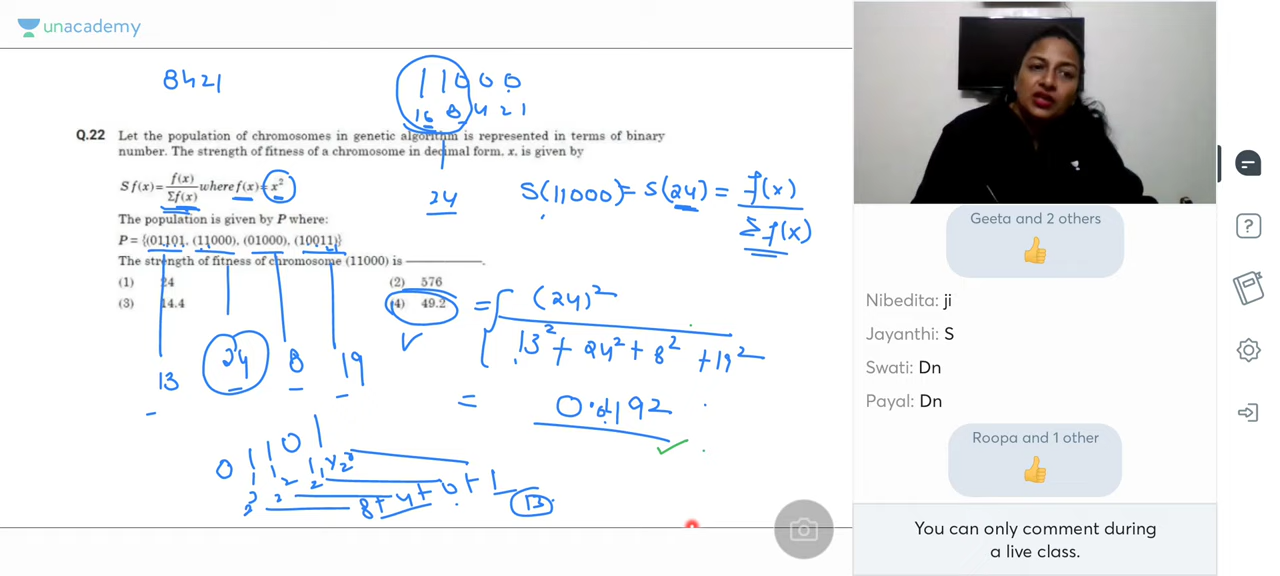 unacademy
8421
11000
16 8 4 2 1
Q.22 Let the population of chromosomes in genetic algorithm is represented in terms of binary
number. The strength of fitness of a chromosome in decimal form, x, is given by
S f(x)= f(x)/Σf(x) where f(x)= x²
24
S(11000)= S(24) = f(x)/Σf(x)
The population is given by P where:
P = {(01101, (11000), (01000), (10011)}
The strength of fitness of chromosome (11000) is ————.
(1) 24
(2) 576
(3) 14.4
(4) 49.2
= (24)²
13² + 24² + 8² + 19²
13 24 8 19
=
0 1 1 0 1
8+ 4+ 0+ 1
13
Geeta and 2 others
Nibedita: ji
Jayanthi: S
Swati: Dn
Payal: Dn
Roopa and 1 other
You can only comment during
a live class.